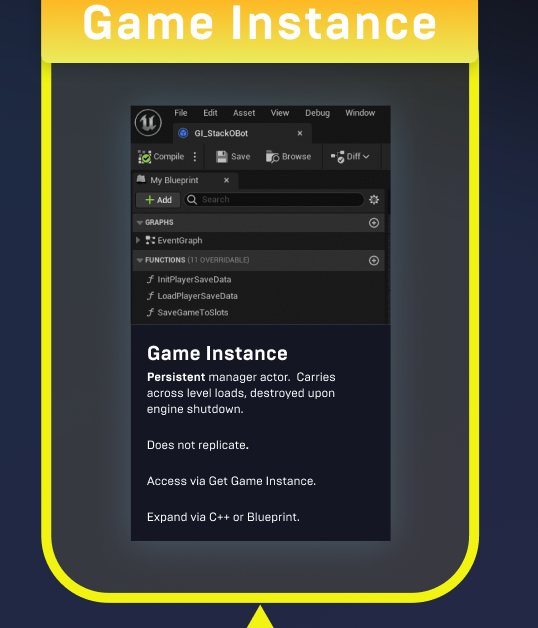 Game Instance
File Edit Asset View Debug Window
GI_StackOBot
Compile Save Browse Diff
My Blueprint
Add Search
GRAPHS
EventGraph
FUNCTIONS (11 OVERRIDABLE)
InitPlayerSaveData
LoadPlayerSaveData
SaveGameToSlots
Game Instance
Persistent manager actor. Carries
across level loads, destroyed upon
engine shutdown.
Does not replicate.
Access via Get Game Instance.
Expand via C++ or Blueprint.